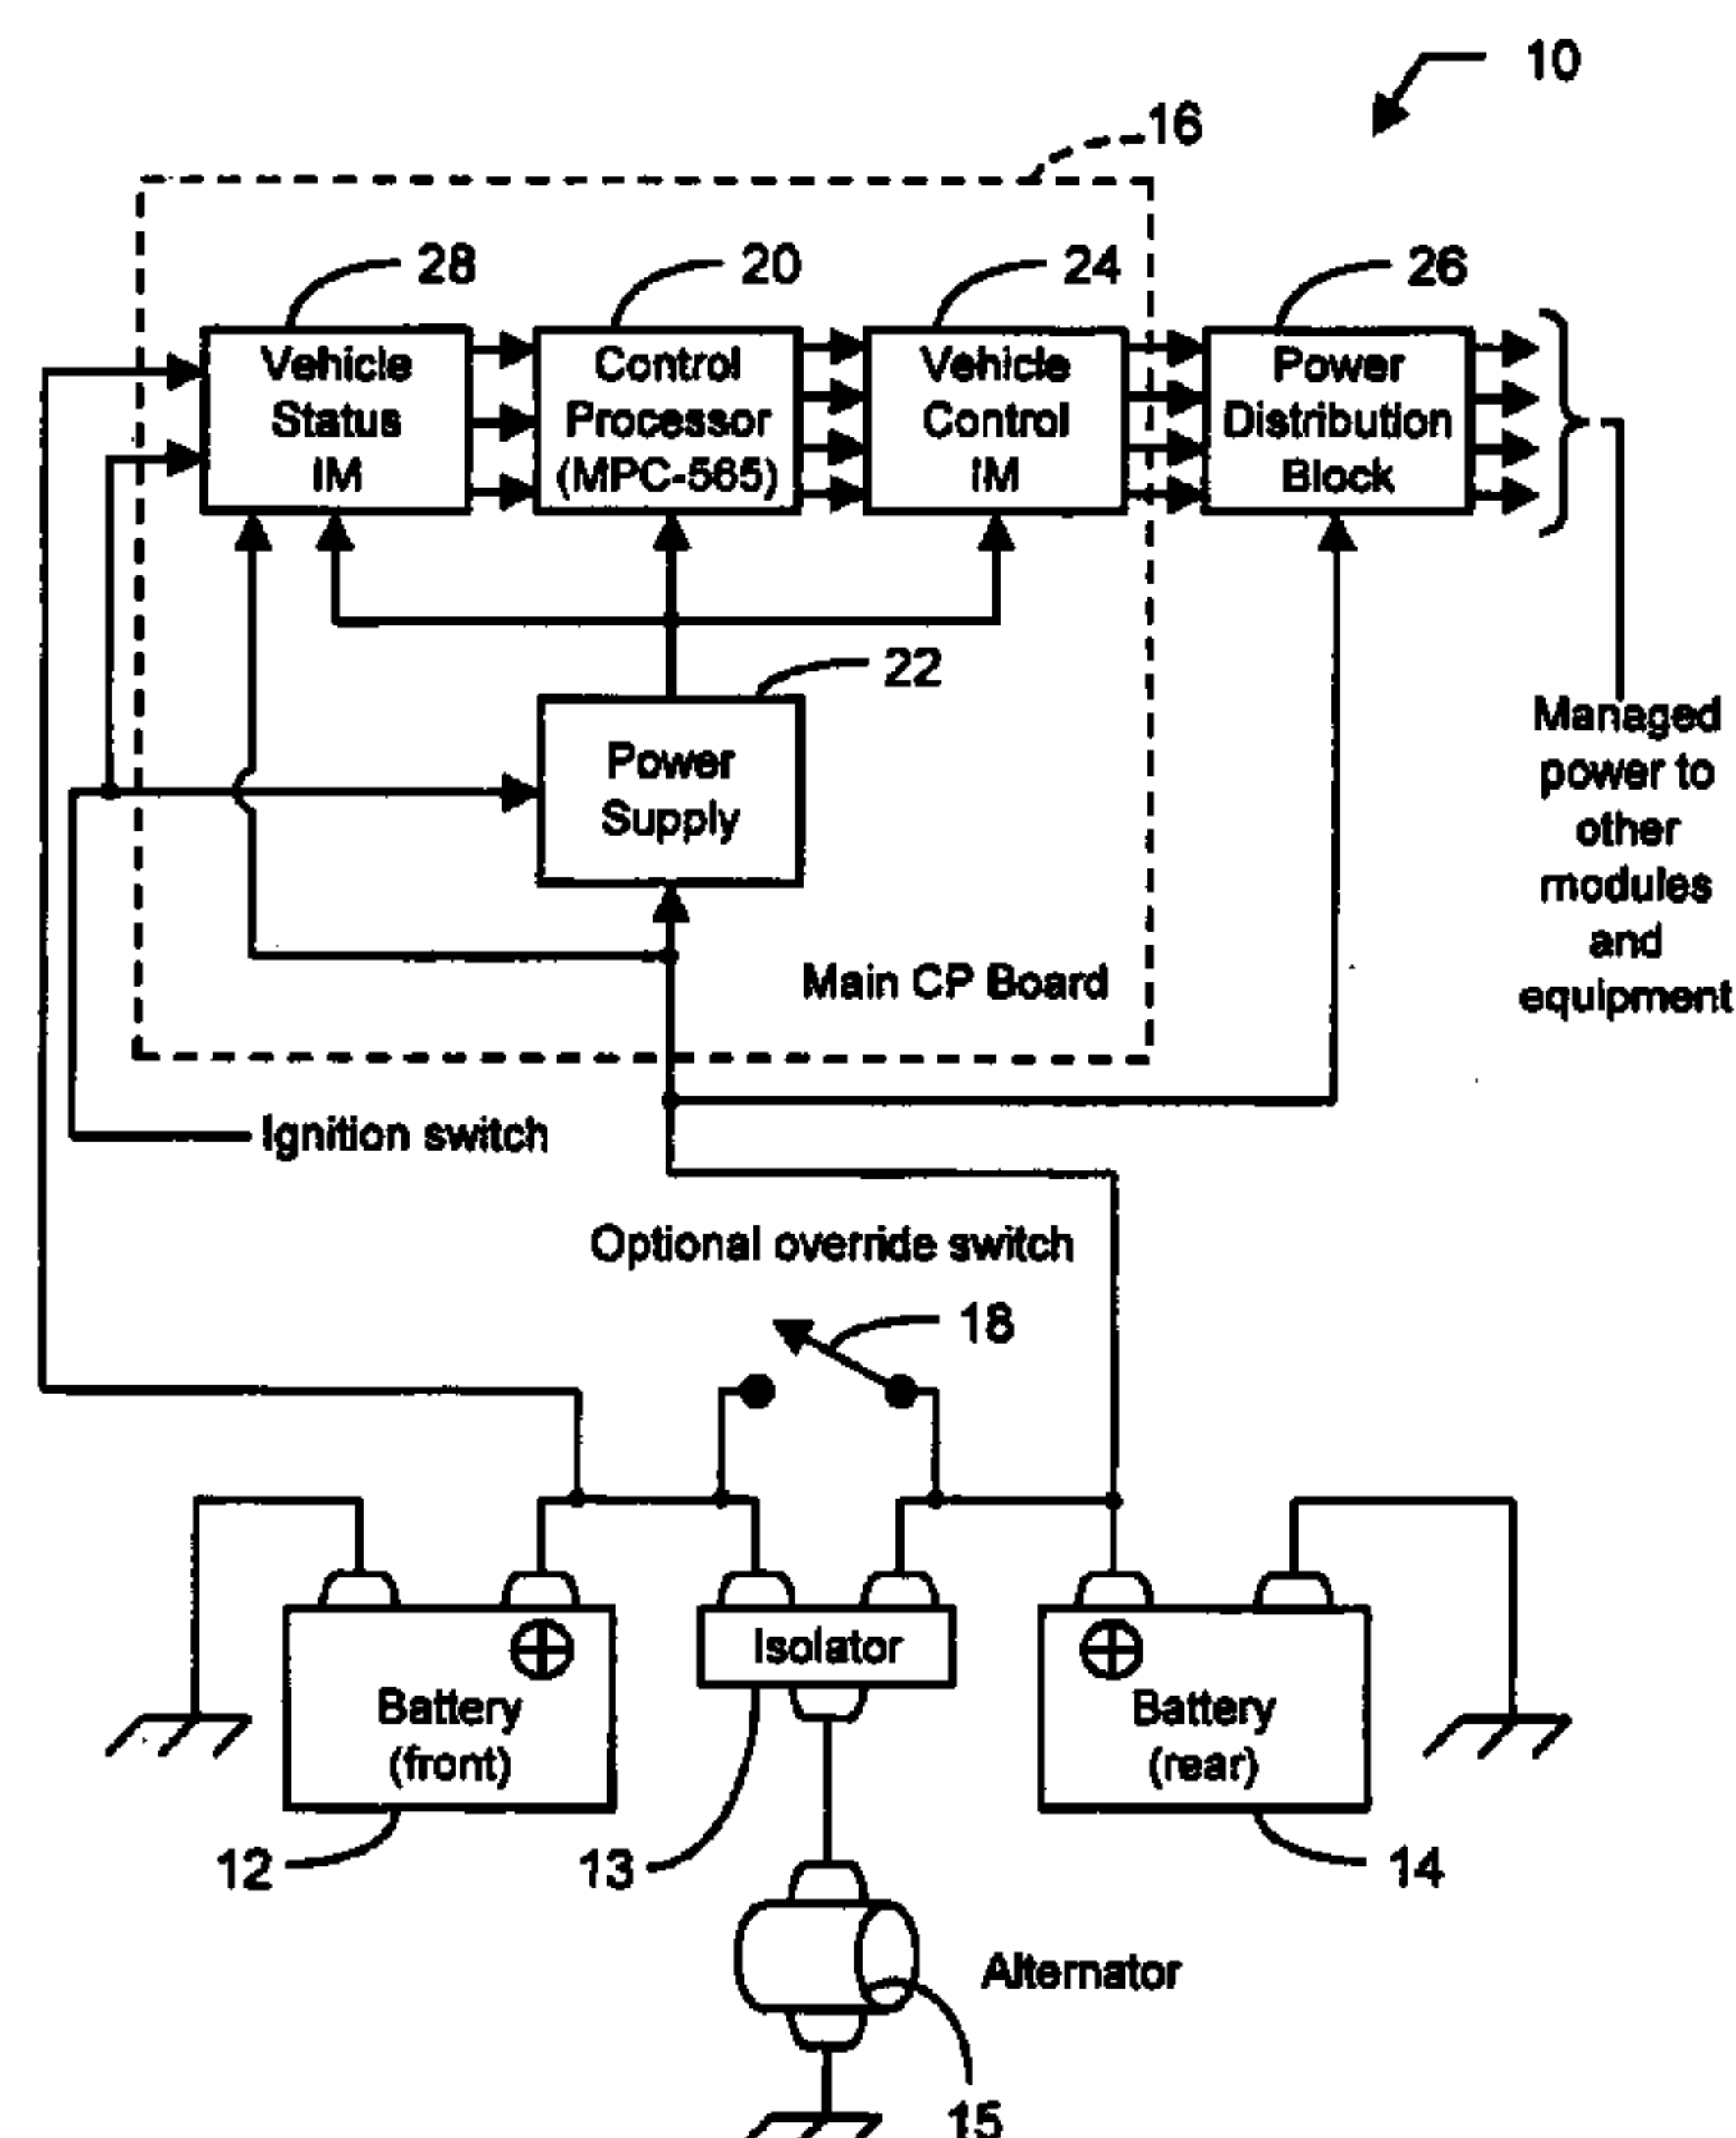 10
16
28
20
24
26
Vehicle
Status
IM
Control
Processor
(MPC-565)
Vehicle
Control
IM
Power
Distribution
Block
22
Power
Supply
Managed
power to
other
modules
and
equipment
Main CP Board
Ignition switch
Optional override switch
18
Isolator
Battery
(front)
Battery
(rear)
12
13
14
Alternator
15